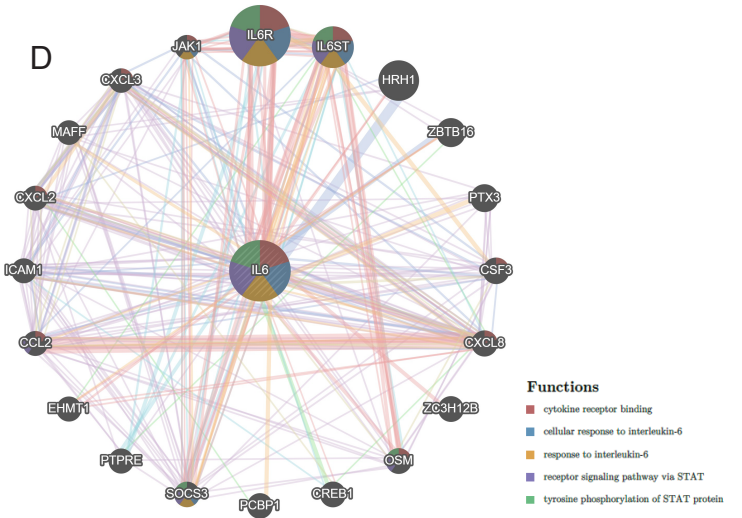 D
IL6R
JAK1
IL6ST
CXCL3
HRH1
MAFF
ZBTB16
CXCL2
PTX3
ICAM1
IL6
CSF3
CCL2
CXCL8
EHMT1
ZC3H12B
PTPRE
OSM
SOCS3
PCBP1
CREB1
Functions
cytokine receptor binding
cellular response to interleukin-6
response to interleukin-6
receptor signaling pathway via STAT
tyrosine phosphorylation of STAT protein